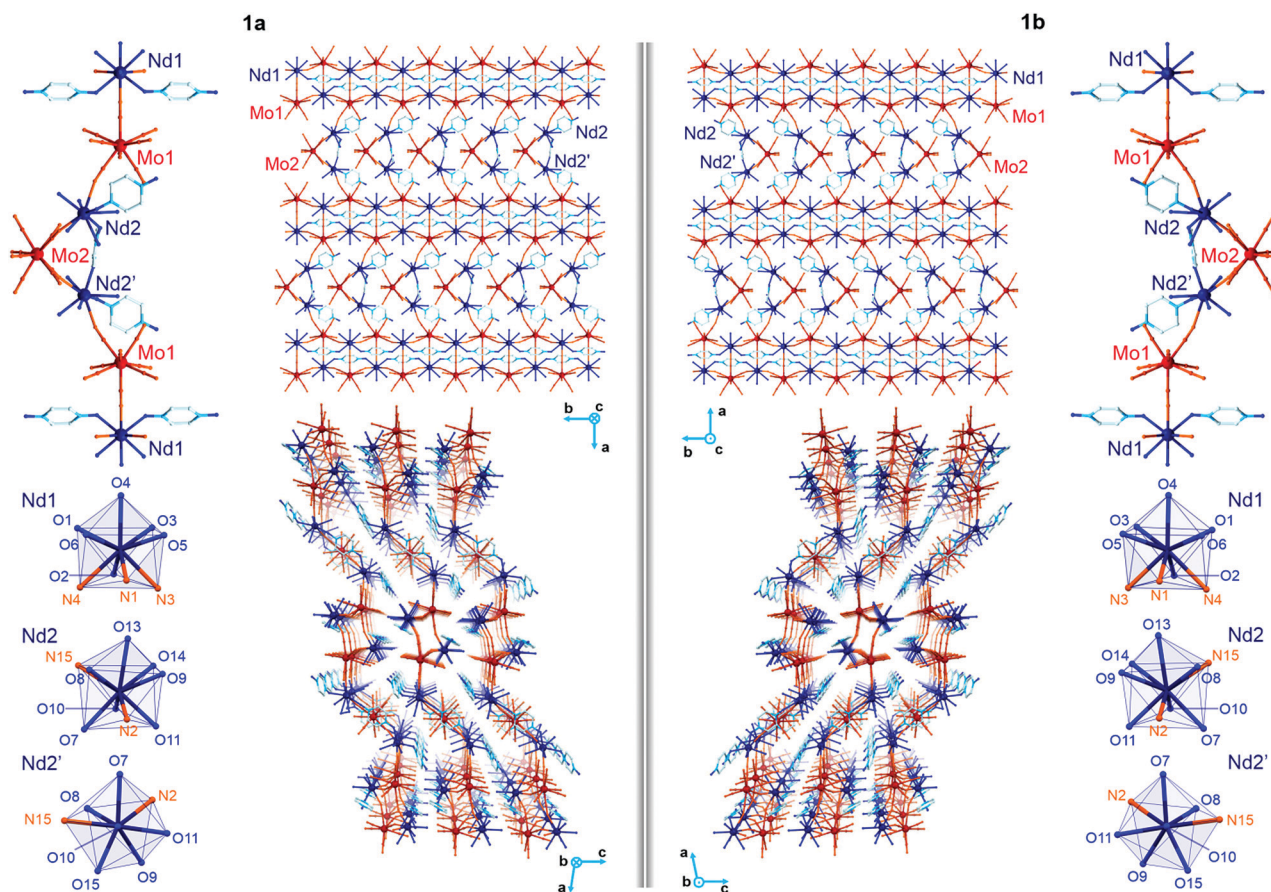 1a
1b
Nd1
Mo1
Nd2
Mo2
Nd2’
Mo1
Nd1
Nd1
Mo1
Nd2
Mo2
Nd2’
b
c
a
Nd1
O4
O1
O3
O6
O5
O2
N4
N1
N3
Nd2
O13
N15
O14
O8
O9
O10
N2
O7
O11
Nd2’
O7
O8
N2
N15
O11
O10
O15
O9
b
c
a
Nd1
Mo1
Nd2
Nd2’
Mo2
a
b
c
Nd1
Mo1
Nd2
Mo2
Nd2’
Mo1
Nd1
O4
Nd1
O3
O1
O5
O6
O2
N3
N1
N4
O13
Nd2
O14
N15
O9
O8
O10
N2
O11
O7
O7
Nd2’
N2
O8
O11
N15
O10
O9
O15
a
b
c